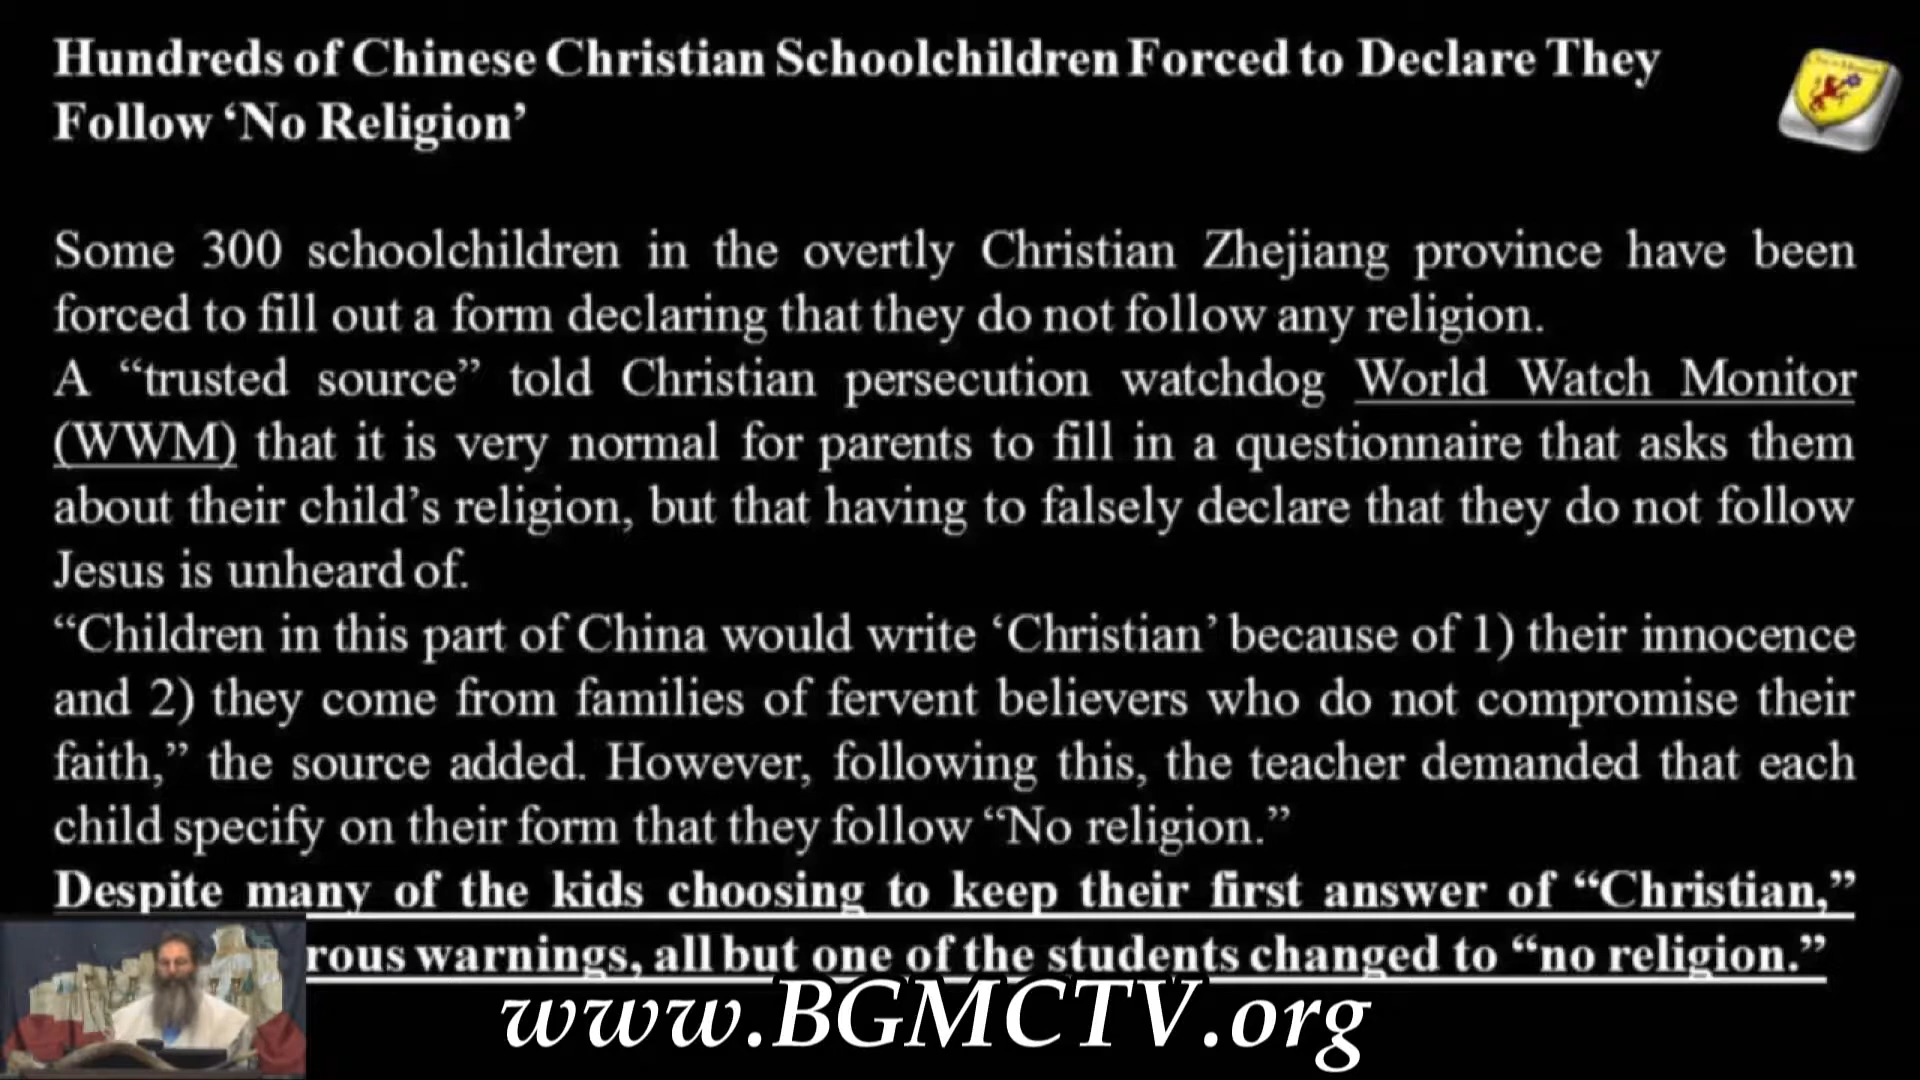 Hundreds of Chinese Christian Schoolchildren Forced to Declare They
Follow ‘No Religion’
Some 300 schoolchildren in the overtly Christian Zhejiang province have been
forced to fill out a form declaring that they do not follow any religion.
A “trusted source” told Christian persecution watchdog World Watch Monitor
(WWM) that it is very normal for parents to fill in a questionnaire that asks them
about their child’s religion, but that having to falsely declare that they do not follow
Jesus is unheard of.
“Children in this part of China would write ‘Christian’ because of 1) their innocence
and 2) they come from families of fervent believers who do not compromise their
faith,” the source added. However, following this, the teacher demanded that each
child specify on their form that they follow “No religion.”
Despite many of the kids choosing to keep their first answer of “Christian,”
rous warnings, all but one of the students changed to “no religion.”
www.BGMCTV.org